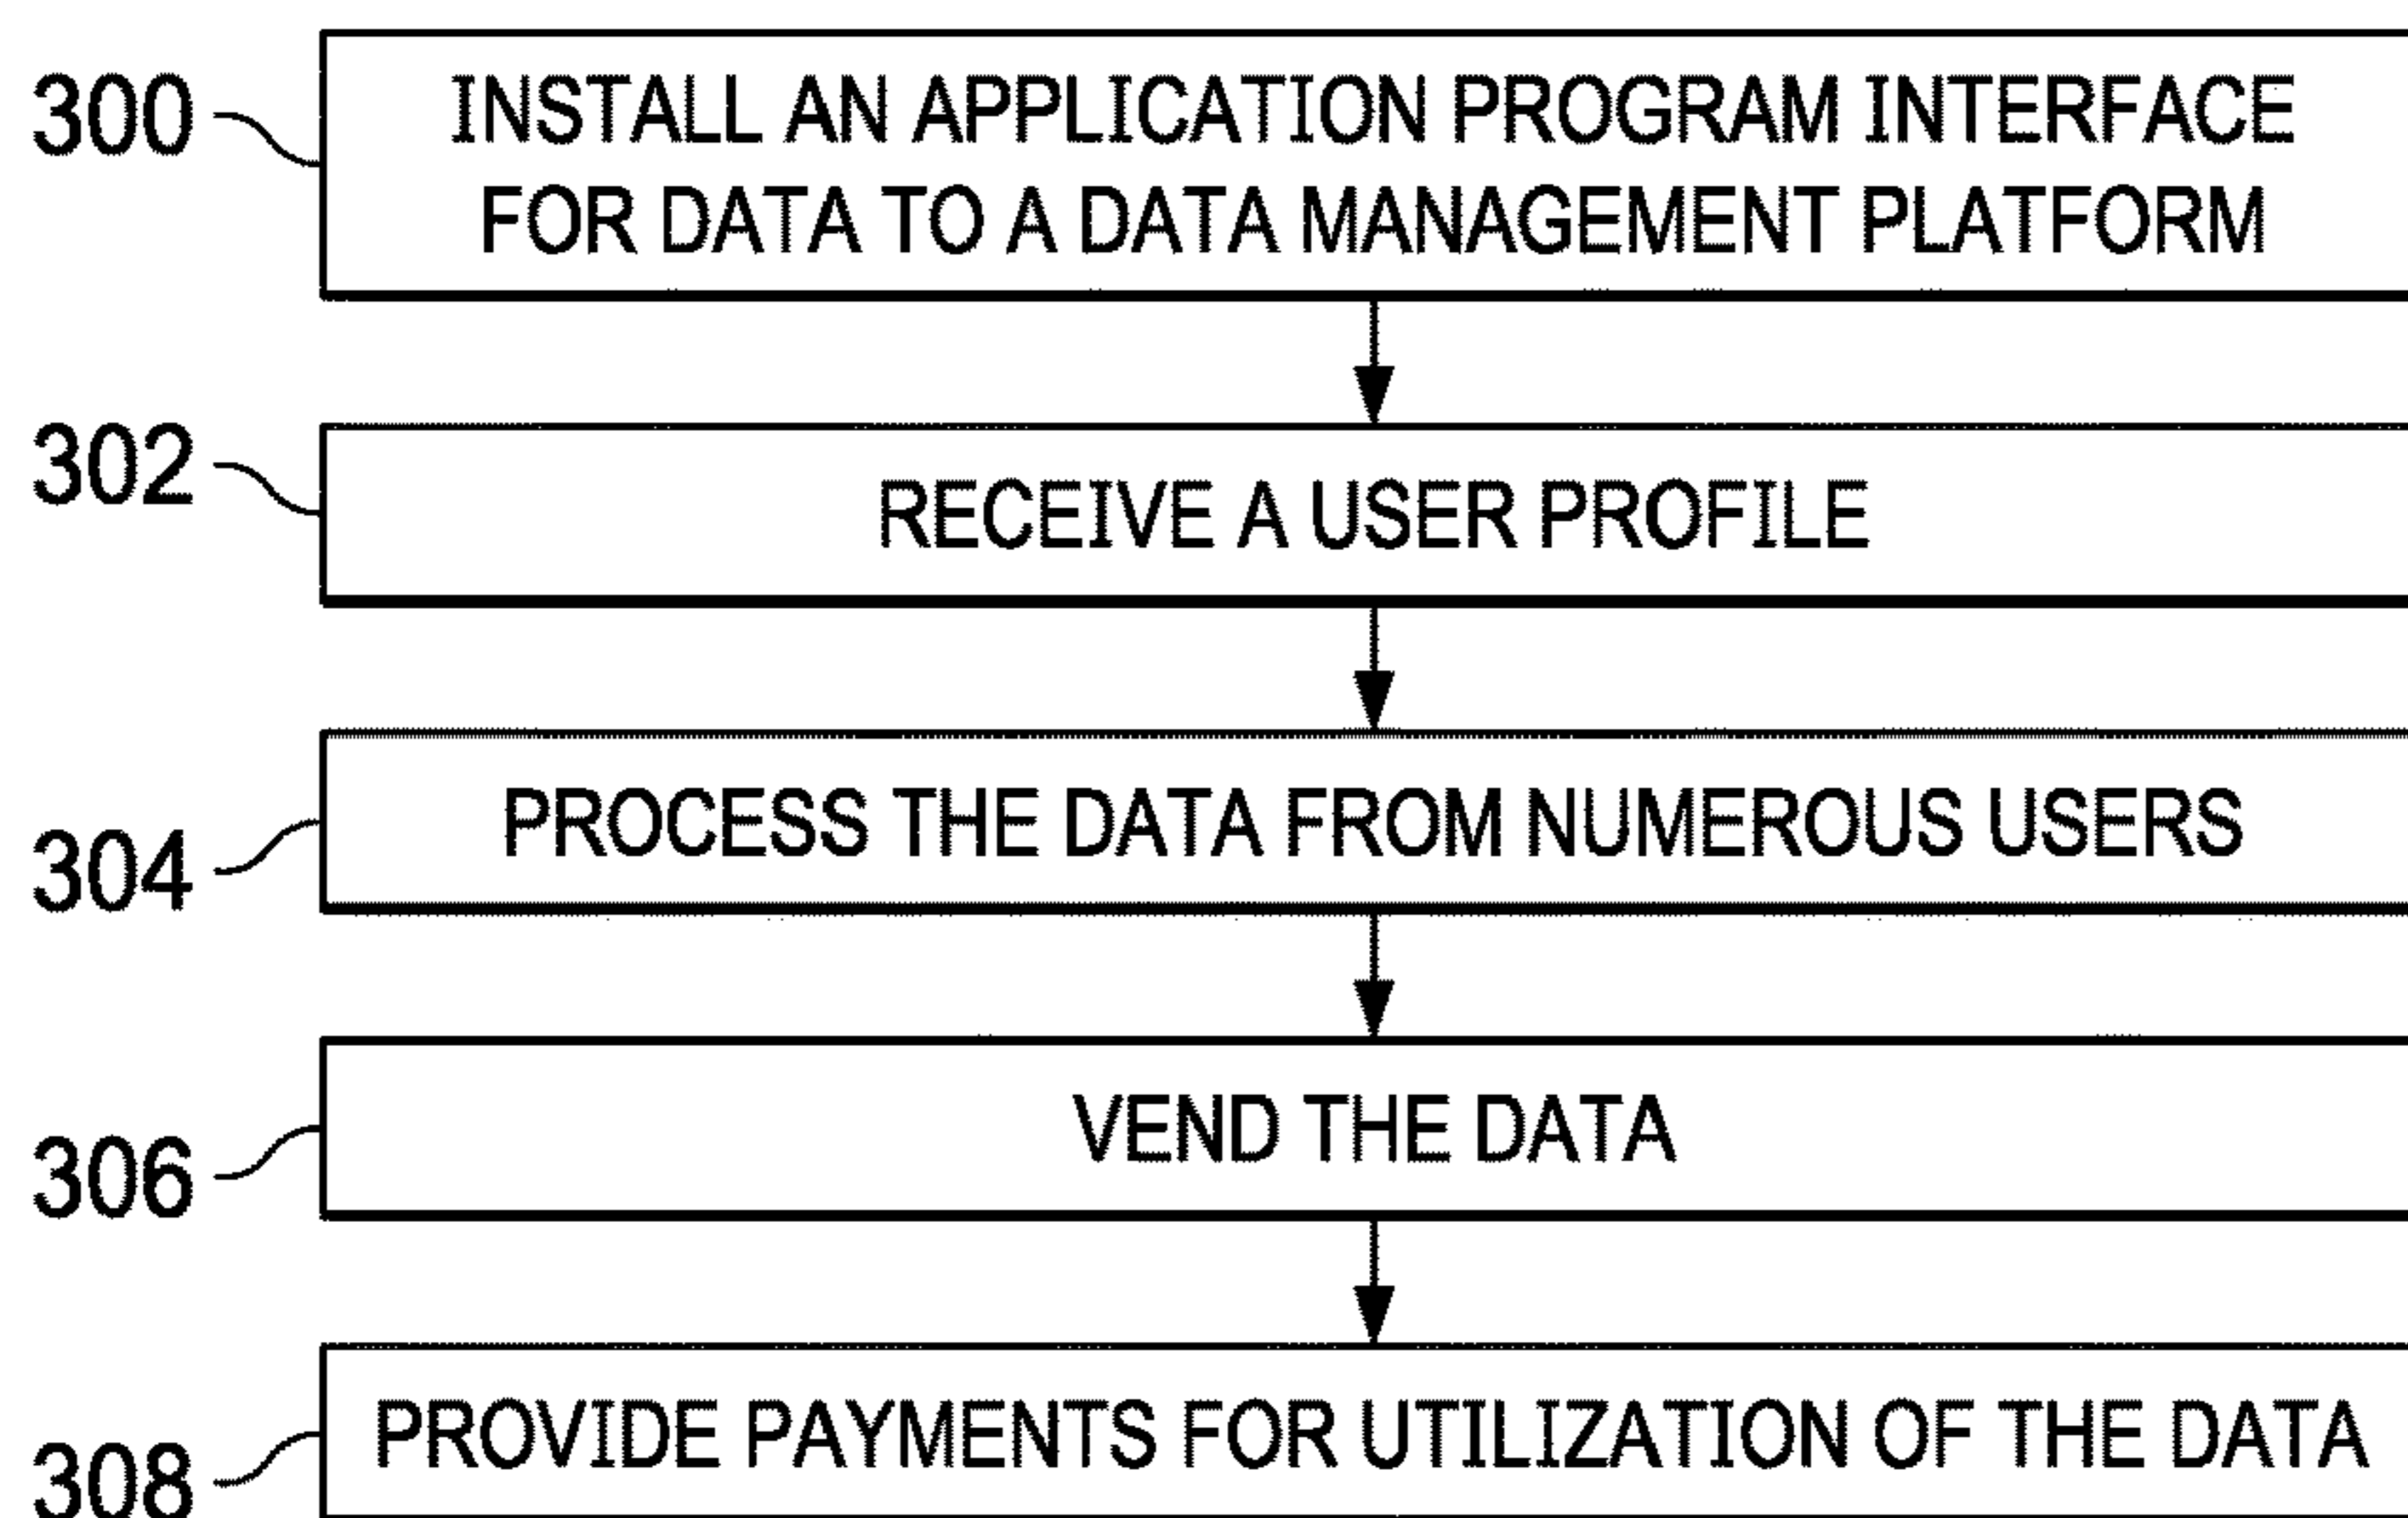 300
INSTALL AN APPLICATION PROGRAM INTERFACE
FOR DATA TO A DATA MANAGEMENT PLATFORM
302
RECEIVE A USER PROFILE
304
PROCESS THE DATA FROM NUMEROUS USERS
306
VEND THE DATA
308
PROVIDE PAYMENTS FOR UTILIZATION OF THE DATA